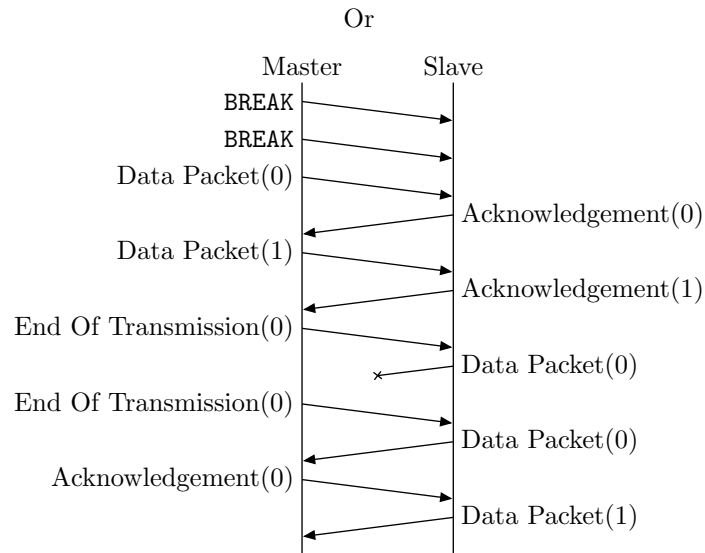 Or
Master Slave
BREAK
BREAK
Data Packet(0)
Acknowledgement(0)
Data Packet(1)
Acknowledgement(1)
End Of Transmission(0)
Data Packet(0)
End Of Transmission(0)
Data Packet(0)
Acknowledgement(0)
Data Packet(1)